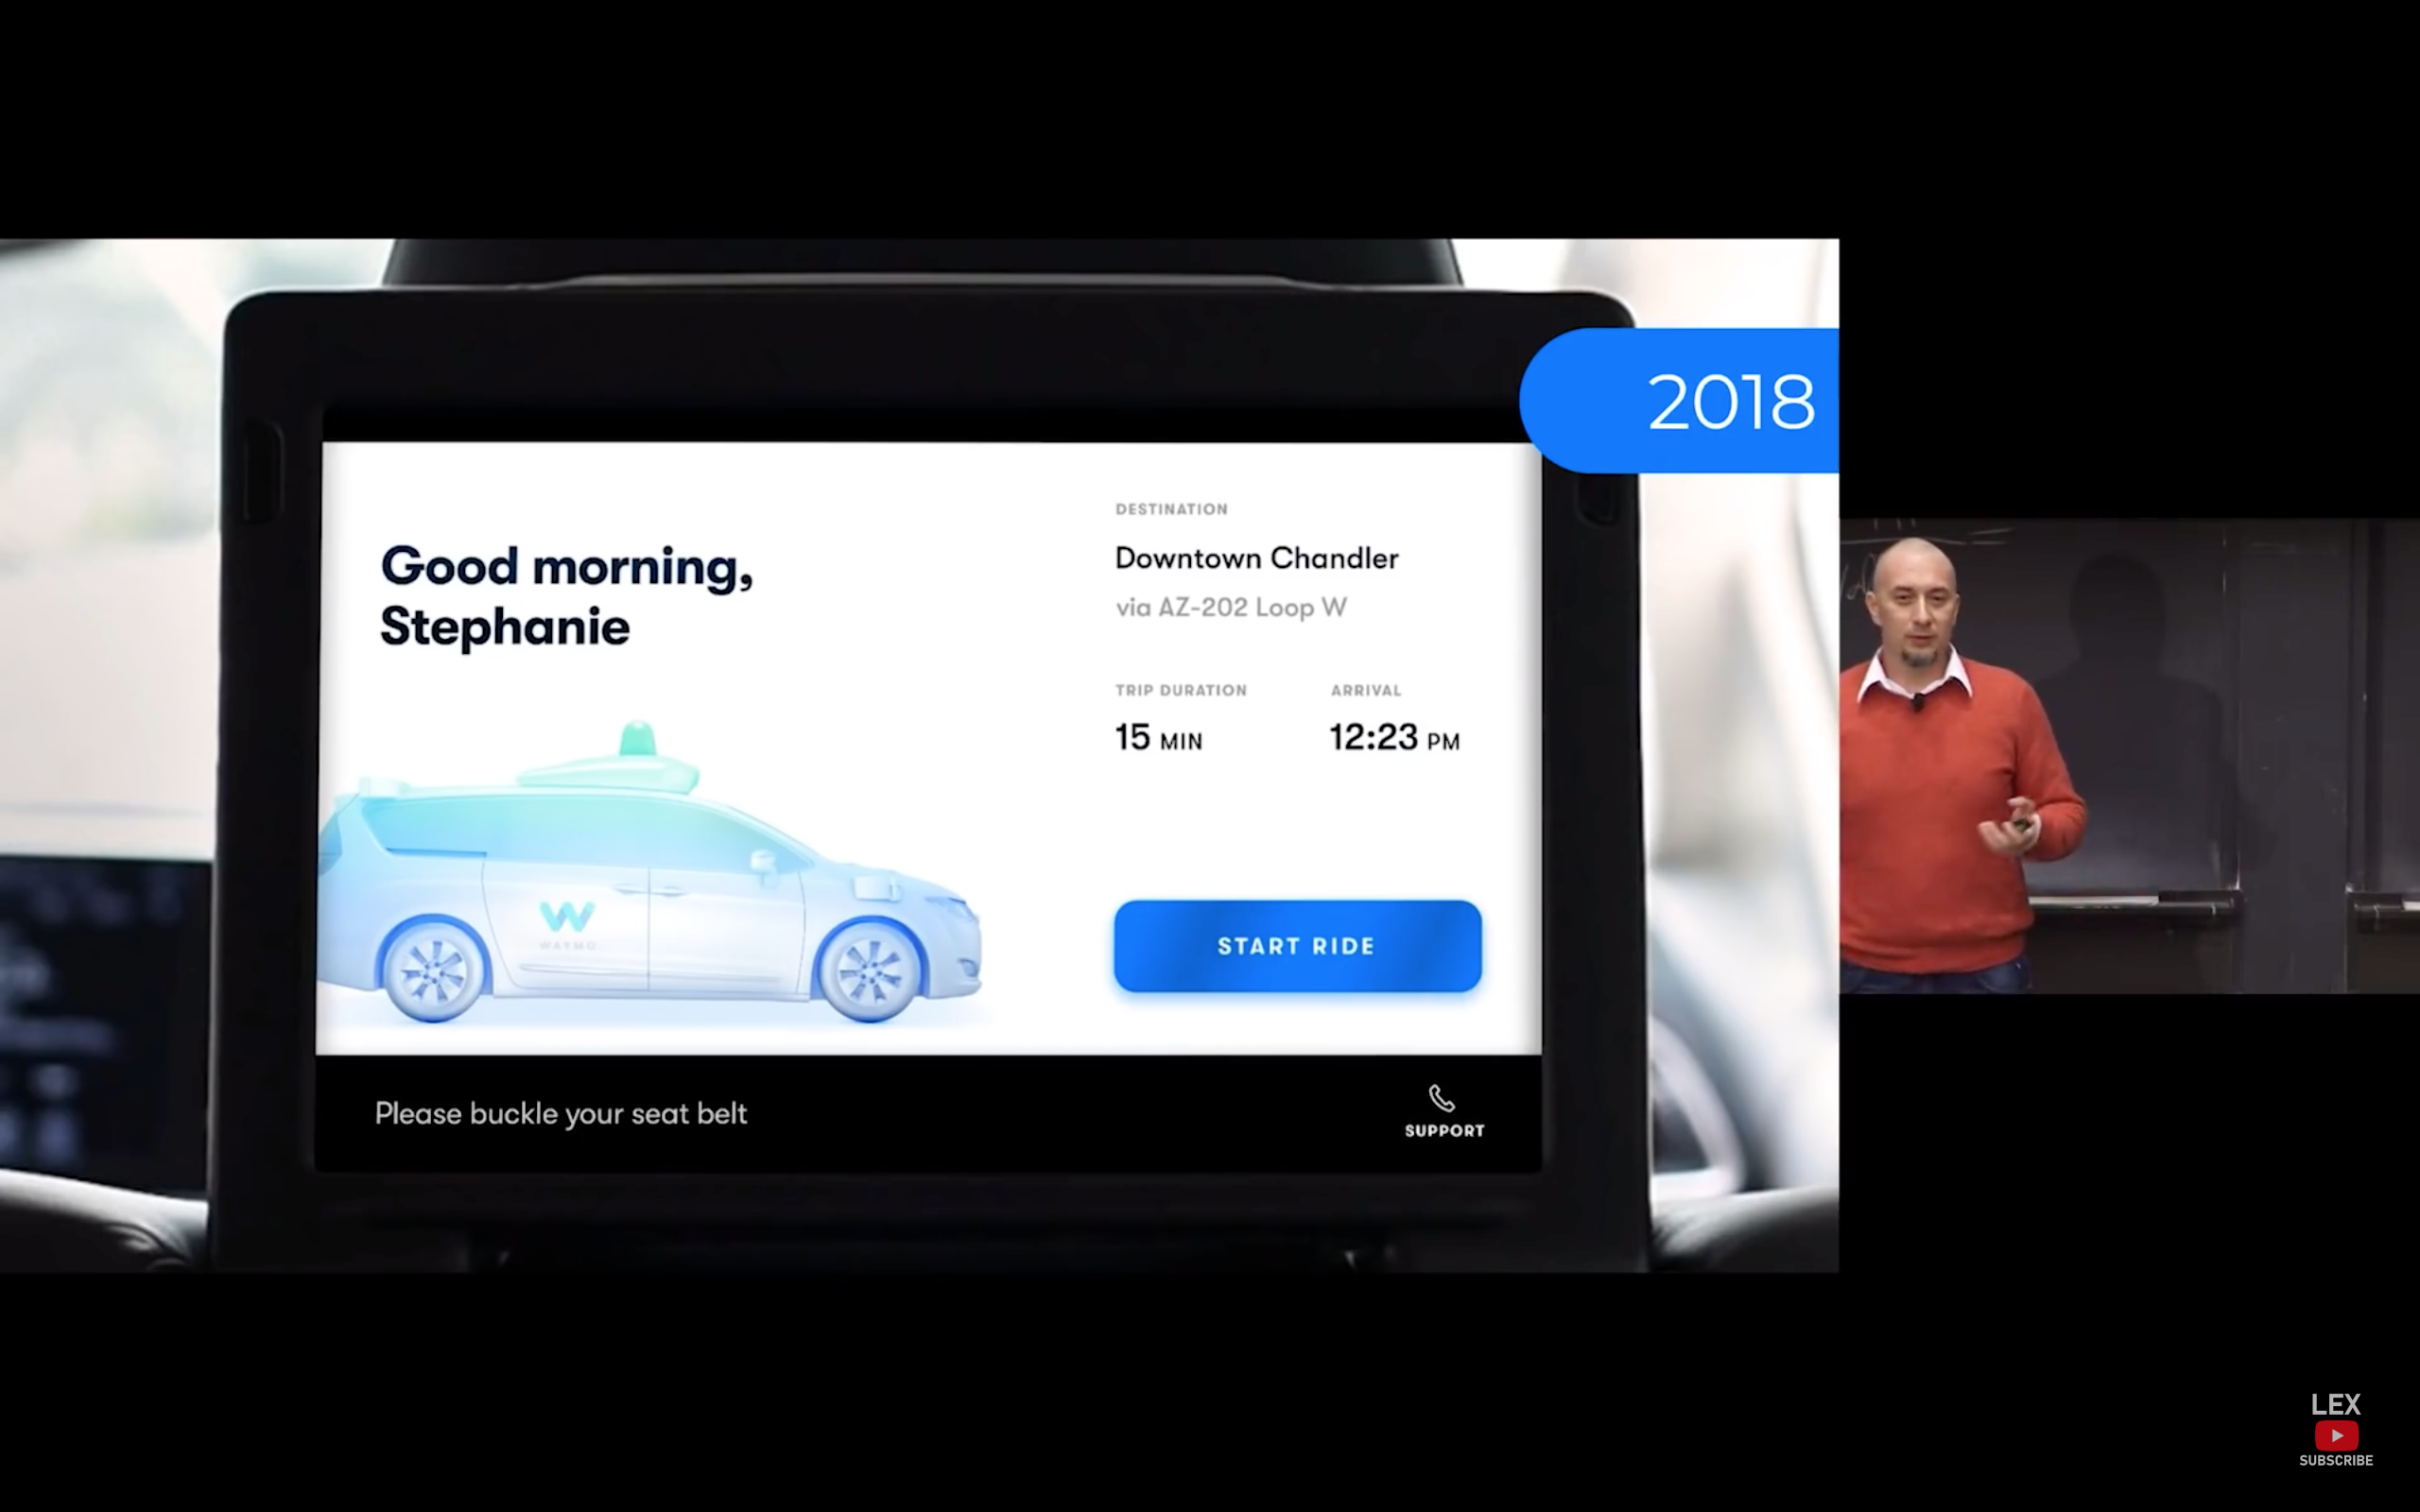 2018
Good morning,
Stephanie
DESTINATION
Downtown Chandler
via AZ-202 Loop W
TRIP DURATION
15 MIN
ARRIVAL
12:23 PM
WAYMO
START RIDE
Please buckle your seat belt
SUPPORT
LEX
SUBSCRIBE